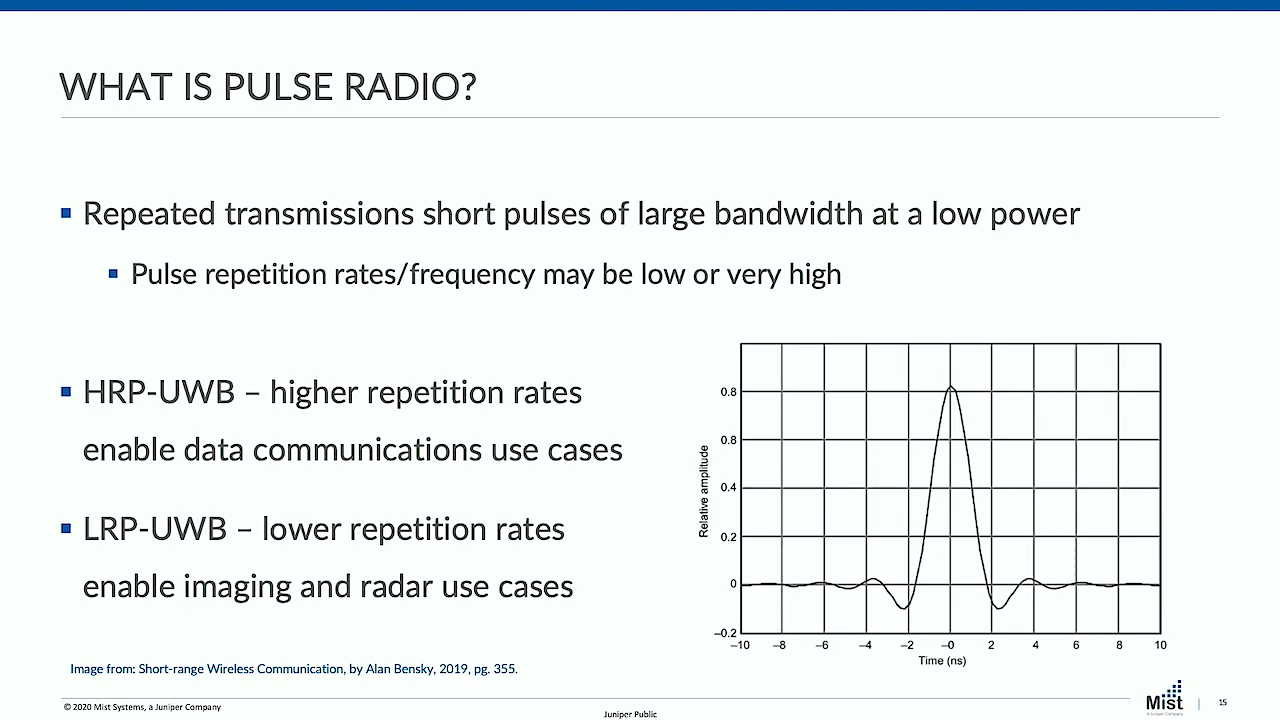 WHAT IS PULSE RADIO?
▪ Repeated transmissions short pulses of large bandwidth at a low power
▪ Pulse repetition rates/frequency may be low or very high
▪ HRP-UWB – higher repetition rates
enable data communications use cases
▪ LRP-UWB – lower repetition rates
enable imaging and radar use cases
0.8
0.8
0.4
0.2
0
–0.2
Relative amplitude
–10 –8 –6 –4 –2 –0 2 4 6 8 10
Time (ns)
Image from: Short-range Wireless Communication, by Alan Bensky, 2019, pg. 355.
© 2020 Mist Systems, a Juniper Company
Juniper Public
Mist
A Juniper Company
15